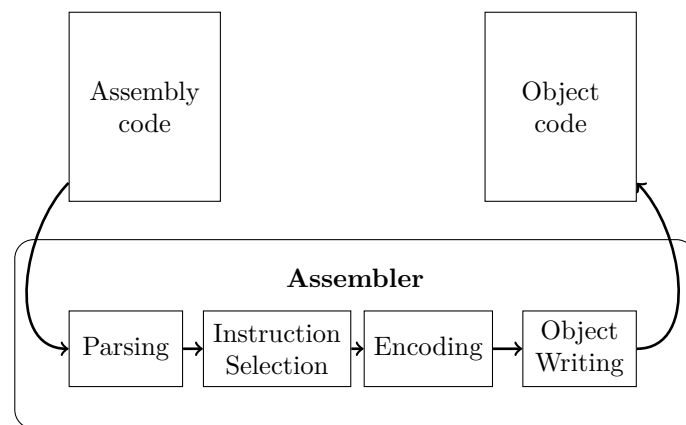 Assembly
code
Object
code
Assembler
Parsing
Instruction
Selection
Encoding
Object
Writing